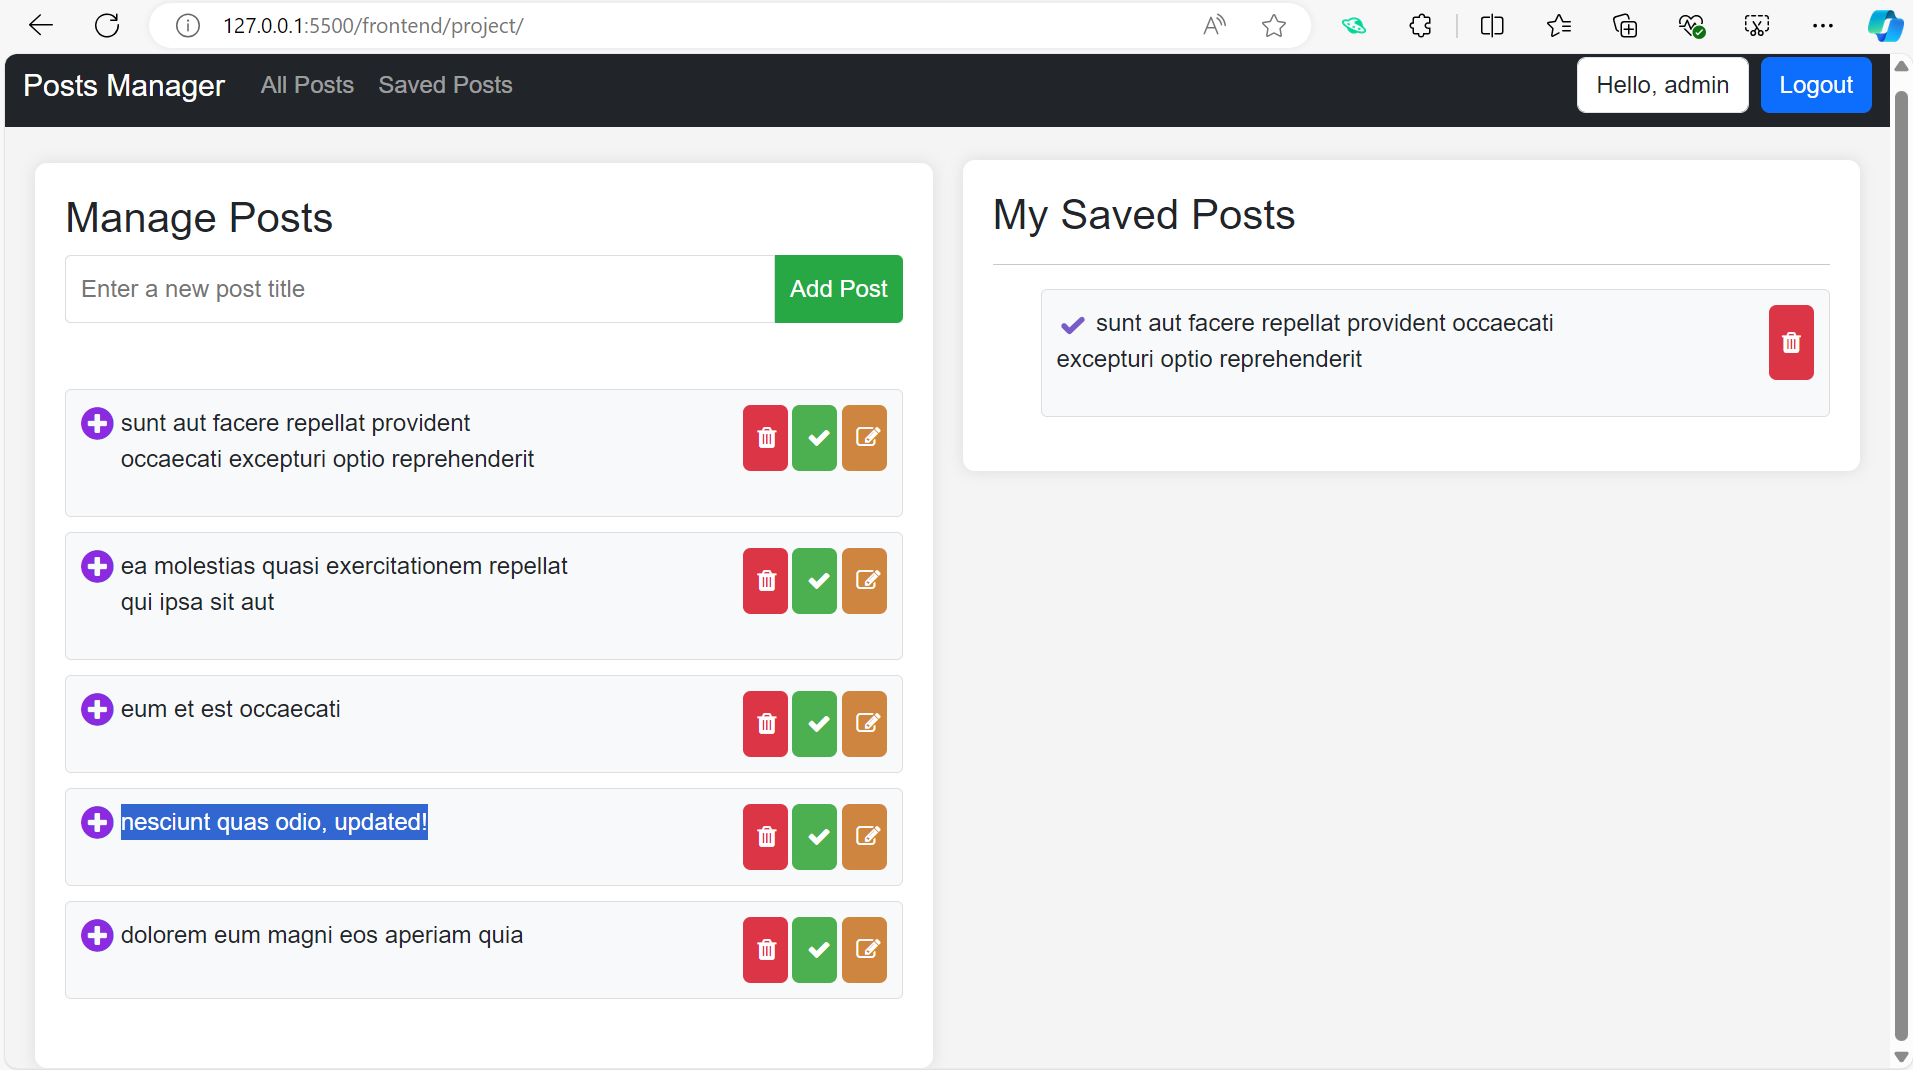 127.0.0.1:5500/frontend/project/
Posts Manager All Posts Saved Posts Hello, admin Logout
Manage Posts
Enter a new post title Add Post
sunt aut facere repellat provident
occaecati excepturi optio reprehenderit
ea molestias quasi exercitationem repellat
qui ipsa sit aut
eum et est occaecati
nesciunt quas odio, updated!
dolorem eum magni eos aperiam quia
My Saved Posts
sunt aut facere repellat provident occaecati
excepturi optio reprehenderit